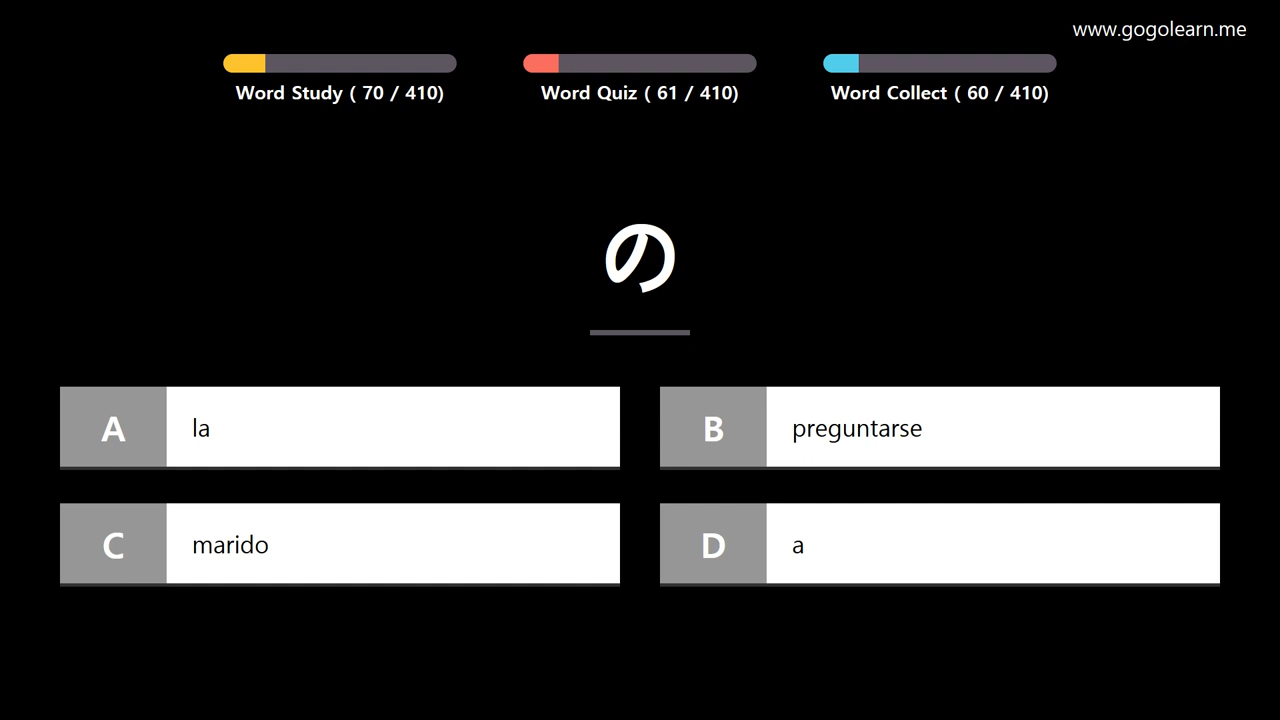 www.gogolearn.me
Word Study ( 70 / 410)
Word Quiz ( 61 / 410)
Word Collect ( 60 / 410)
の
A la
B preguntarse
C marido
D a